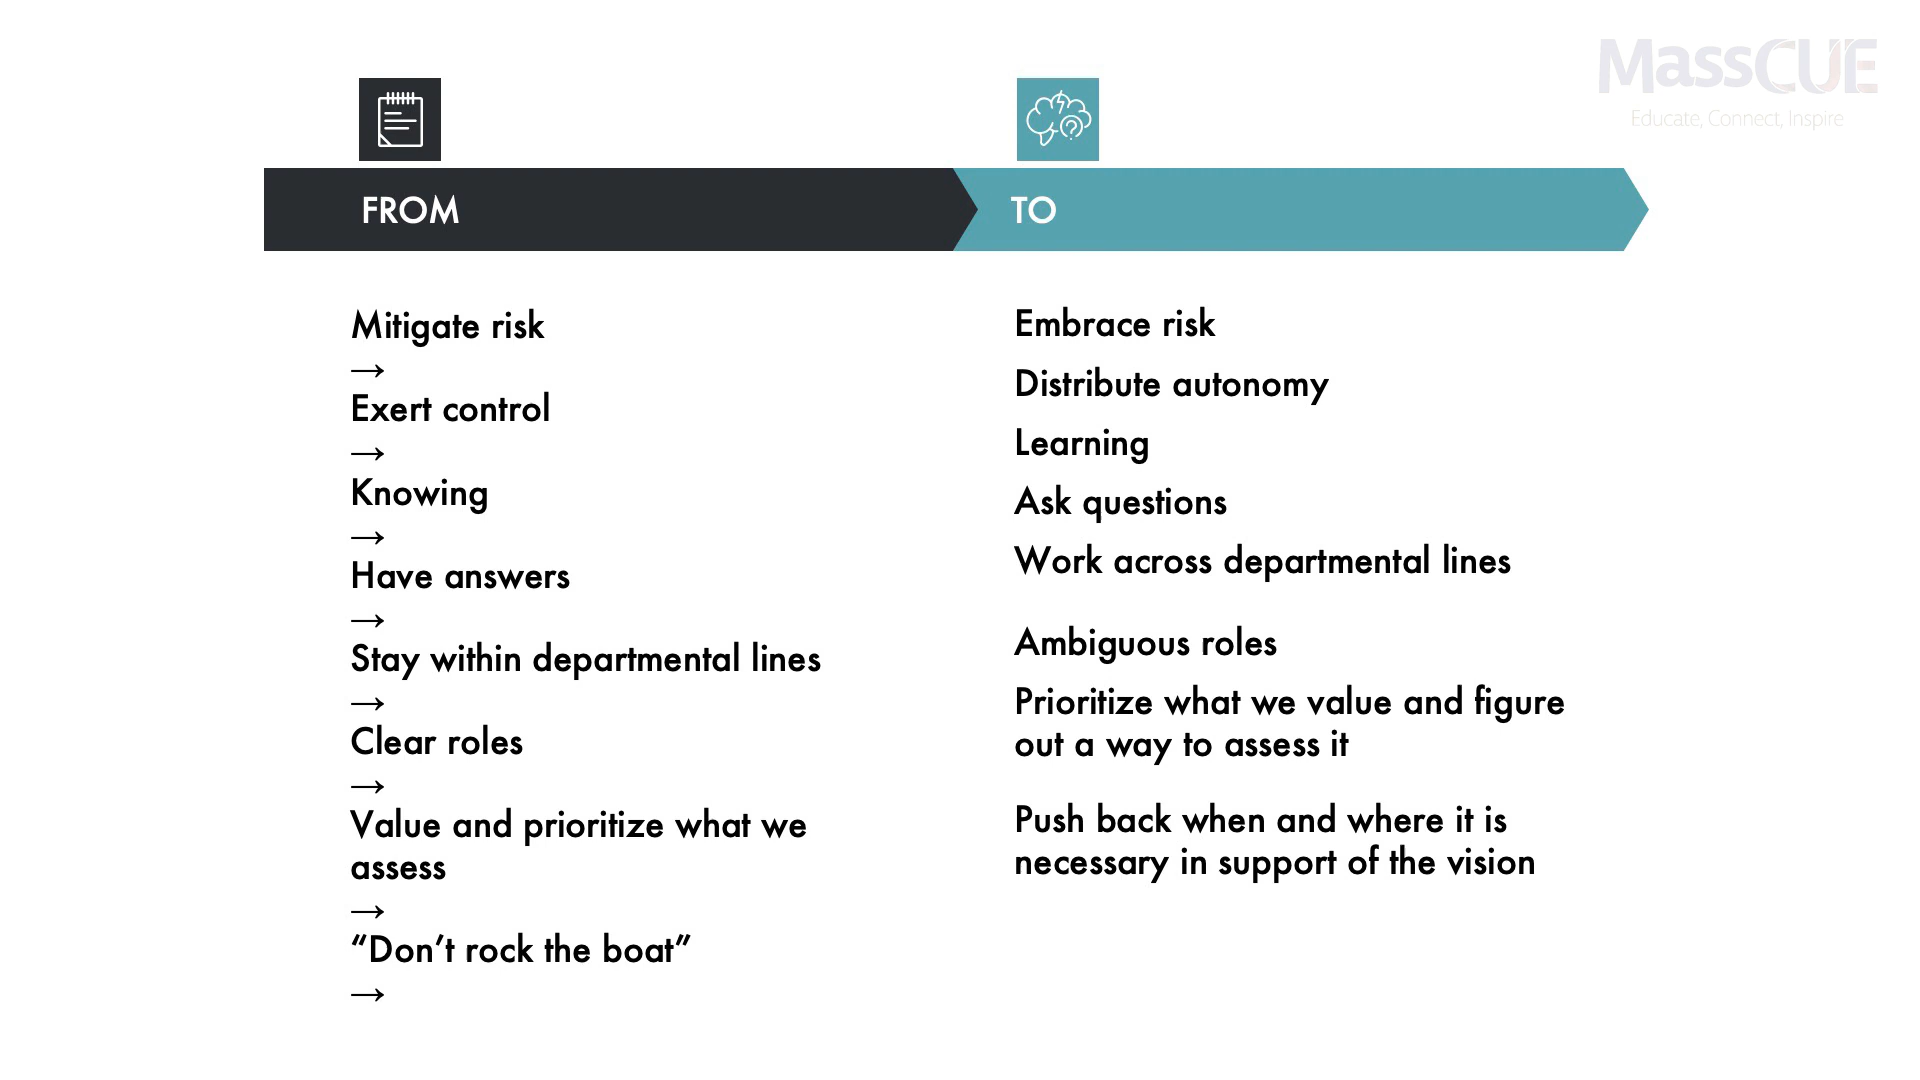 MassCUE
Educate, Connect, Inspire
FROM
TO
Mitigate risk
→
Exert control
→
Knowing
→
Have answers
→
Stay within departmental lines
→
Clear roles
→
Value and prioritize what we
assess
→
“Don’t rock the boat”
→
Embrace risk
Distribute autonomy
Learning
Ask questions
Work across departmental lines
Ambiguous roles
Prioritize what we value and figure
out a way to assess it
Push back when and where it is
necessary in support of the vision